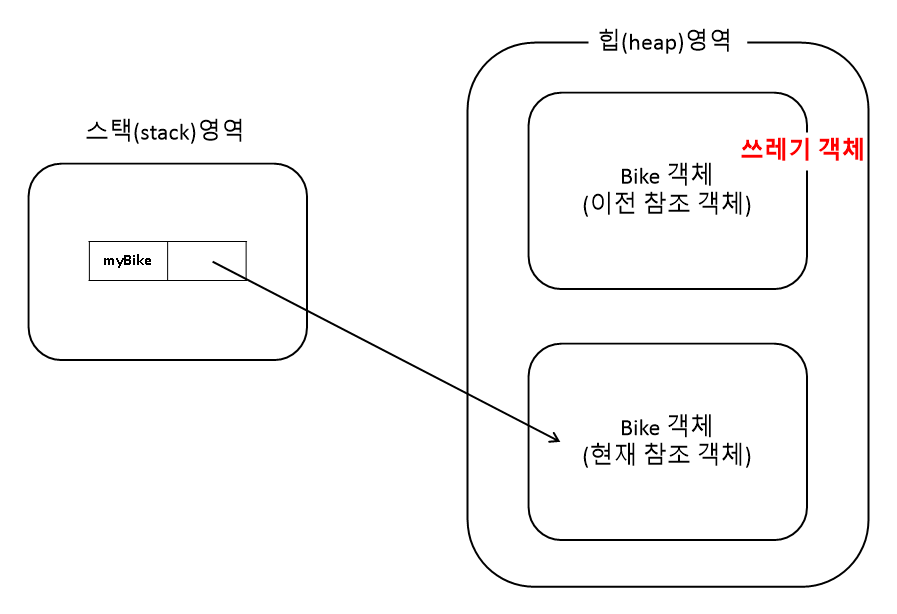 힙(heap)영역
스택(stack)영역
쓰레기 객체
Bike 객체
(이전 참조 객체)
myBike
Bike 객체
(현재 참조 객체)